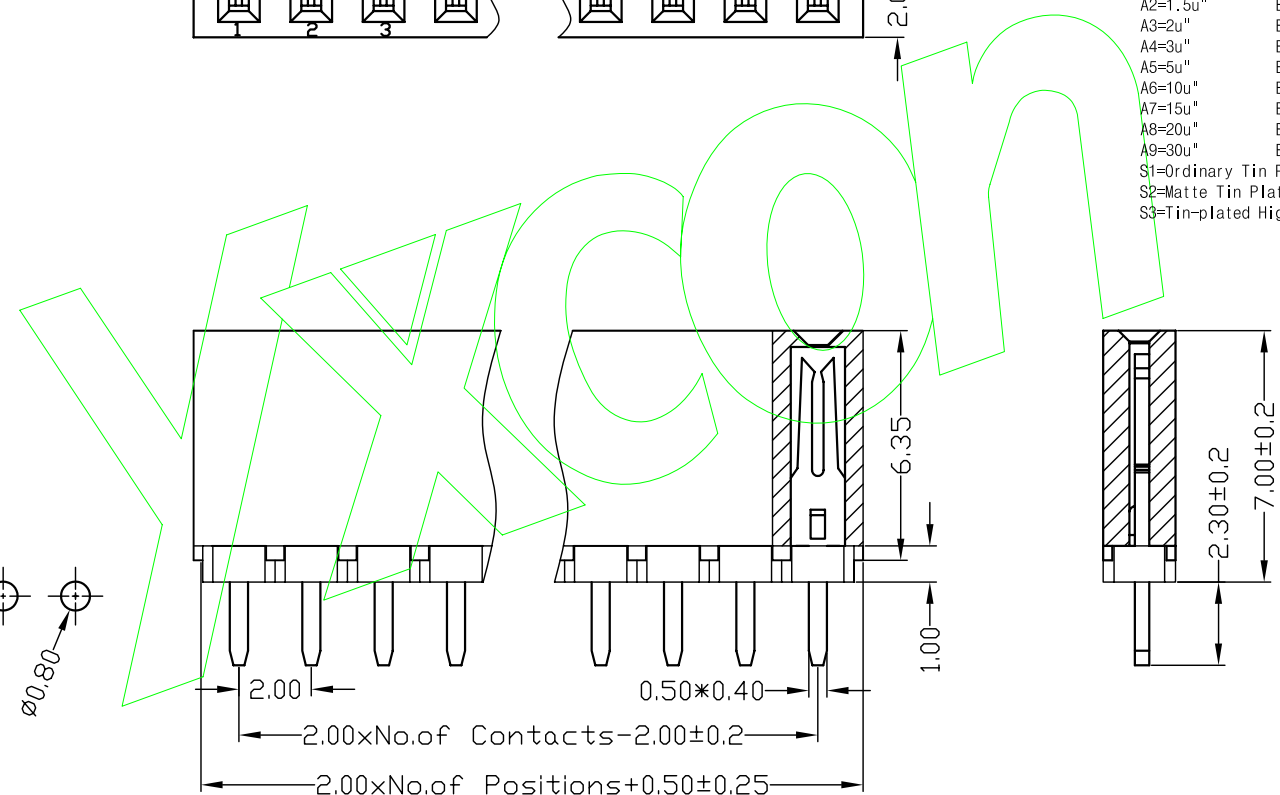 1 2 3
A2=1.5u"
A3=2u"
A4=3u"
A5=5u"
A6=10u"
A7=15u"
A8=20u"
A9=30u"
S1=Ordinary Tin
S2=Matte Tin
S3=Tin-plated
Yxcon
6.35
2.30±0.2
7.00±0.2
1.00
Ø0.80
2.00
0.50*0.40
2.00xNo.of Contacts-2.00±0.2
2.00xNo.of Positions+0.50±0.25